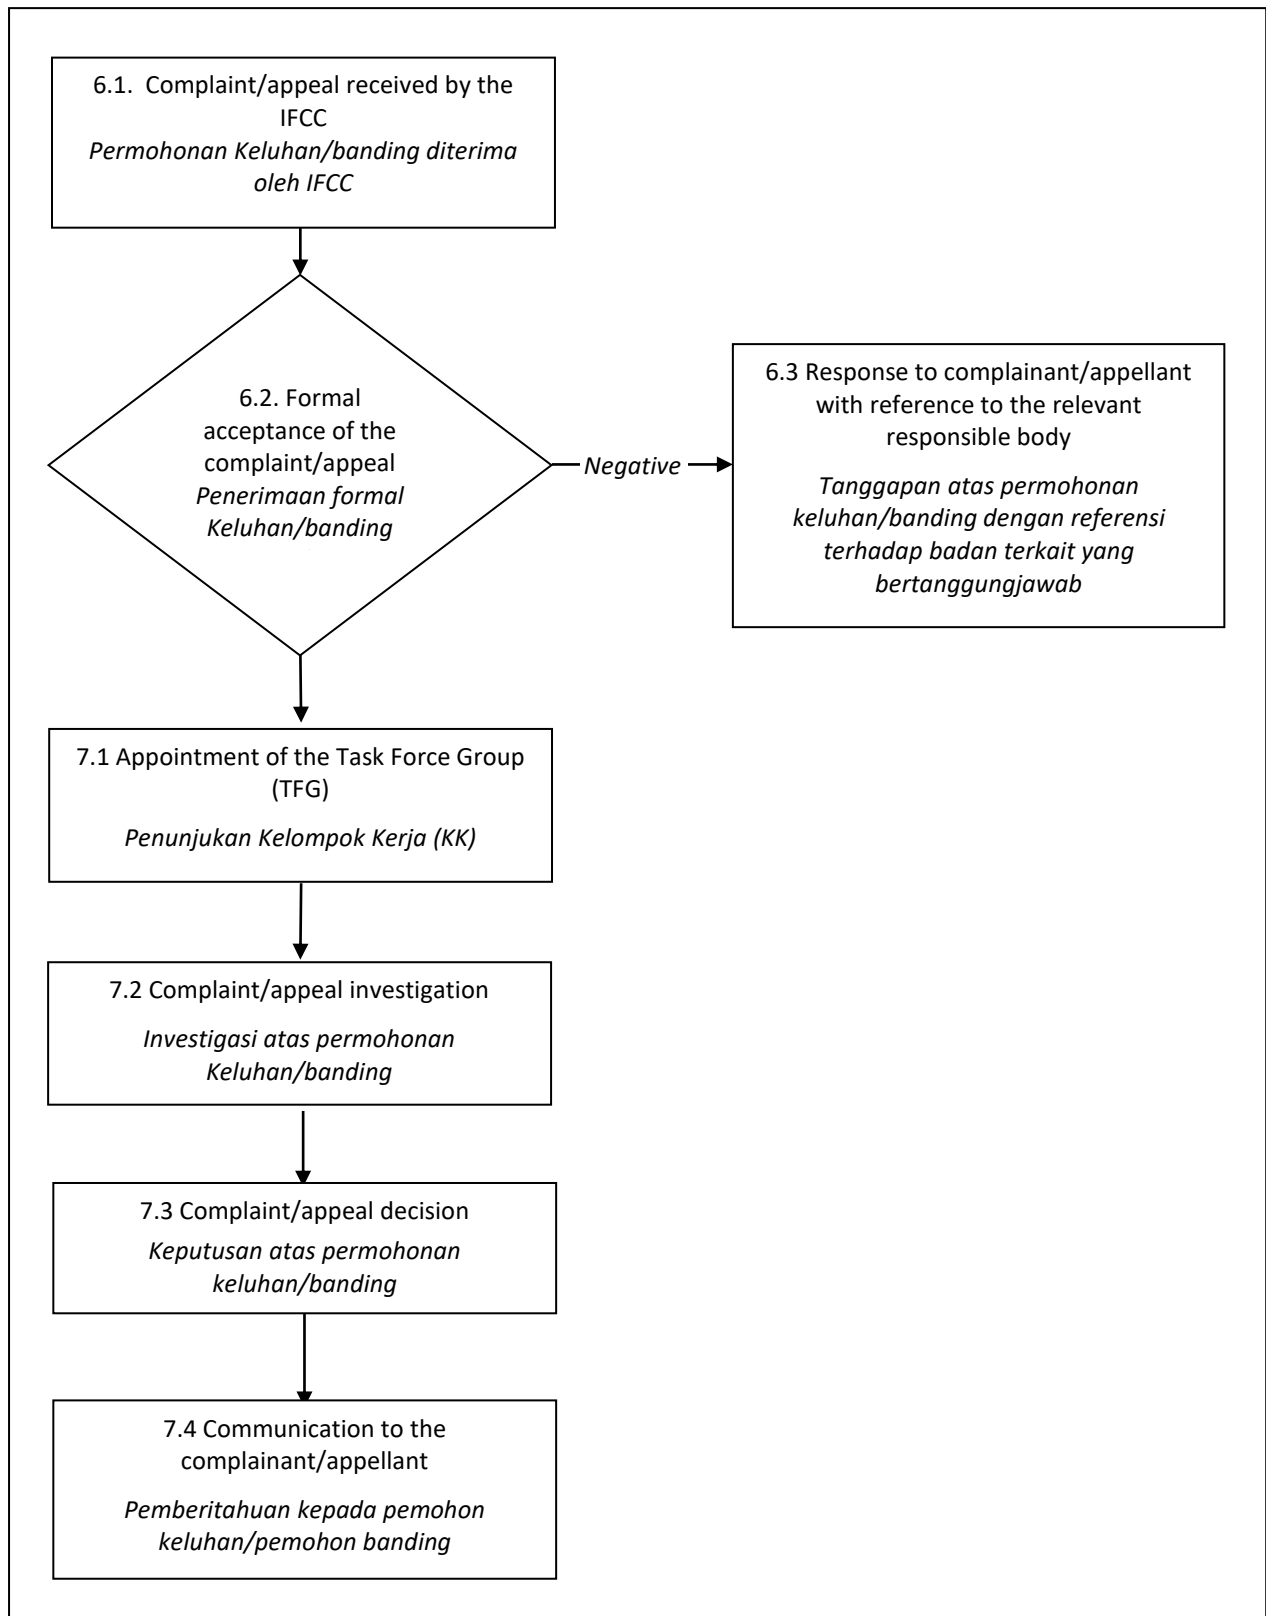 6.1. Complaint/appeal received by the
IFCC
Permohonan Keluhan/banding diterima
oleh IFCC
6.2. Formal
acceptance of the
complaint/appeal
Penerimaan formal
Keluhan/banding
Negative
6.3 Response to complainant/appellant
with reference to the relevant
responsible body
Tanggapan atas permohonan
keluhan/banding dengan referensi
terhadap badan terkait yang
bertanggungjawab
7.1 Appointment of the Task Force Group
(TFG)
Penunjukan Kelompok Kerja (KK)
7.2 Complaint/appeal investigation
Investigasi atas permohonan
Keluhan/banding
7.3 Complaint/appeal decision
Keputusan atas permohonan
keluhan/banding
7.4 Communication to the
complainant/appellant
Pemberitahuan kepada pemohon
keluhan/pemohon banding